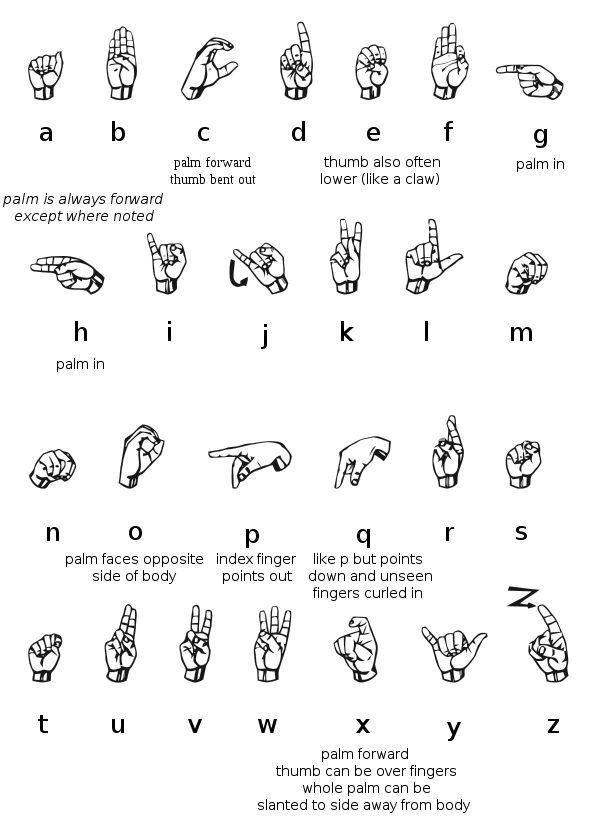 a b c d e f g
palm forward
thumb bent out
thumb also often
lower (like a claw)
palm in
palm is always forward
except where noted
h i j k l m
palm in
n o p q r s
palm faces opposite
side of body
index finger
points out
like p but points
down and unseen
fingers curled in
Z
t u v w x y z
palm forward
thumb can be over fingers
whole palm can be
slanted to side away from body